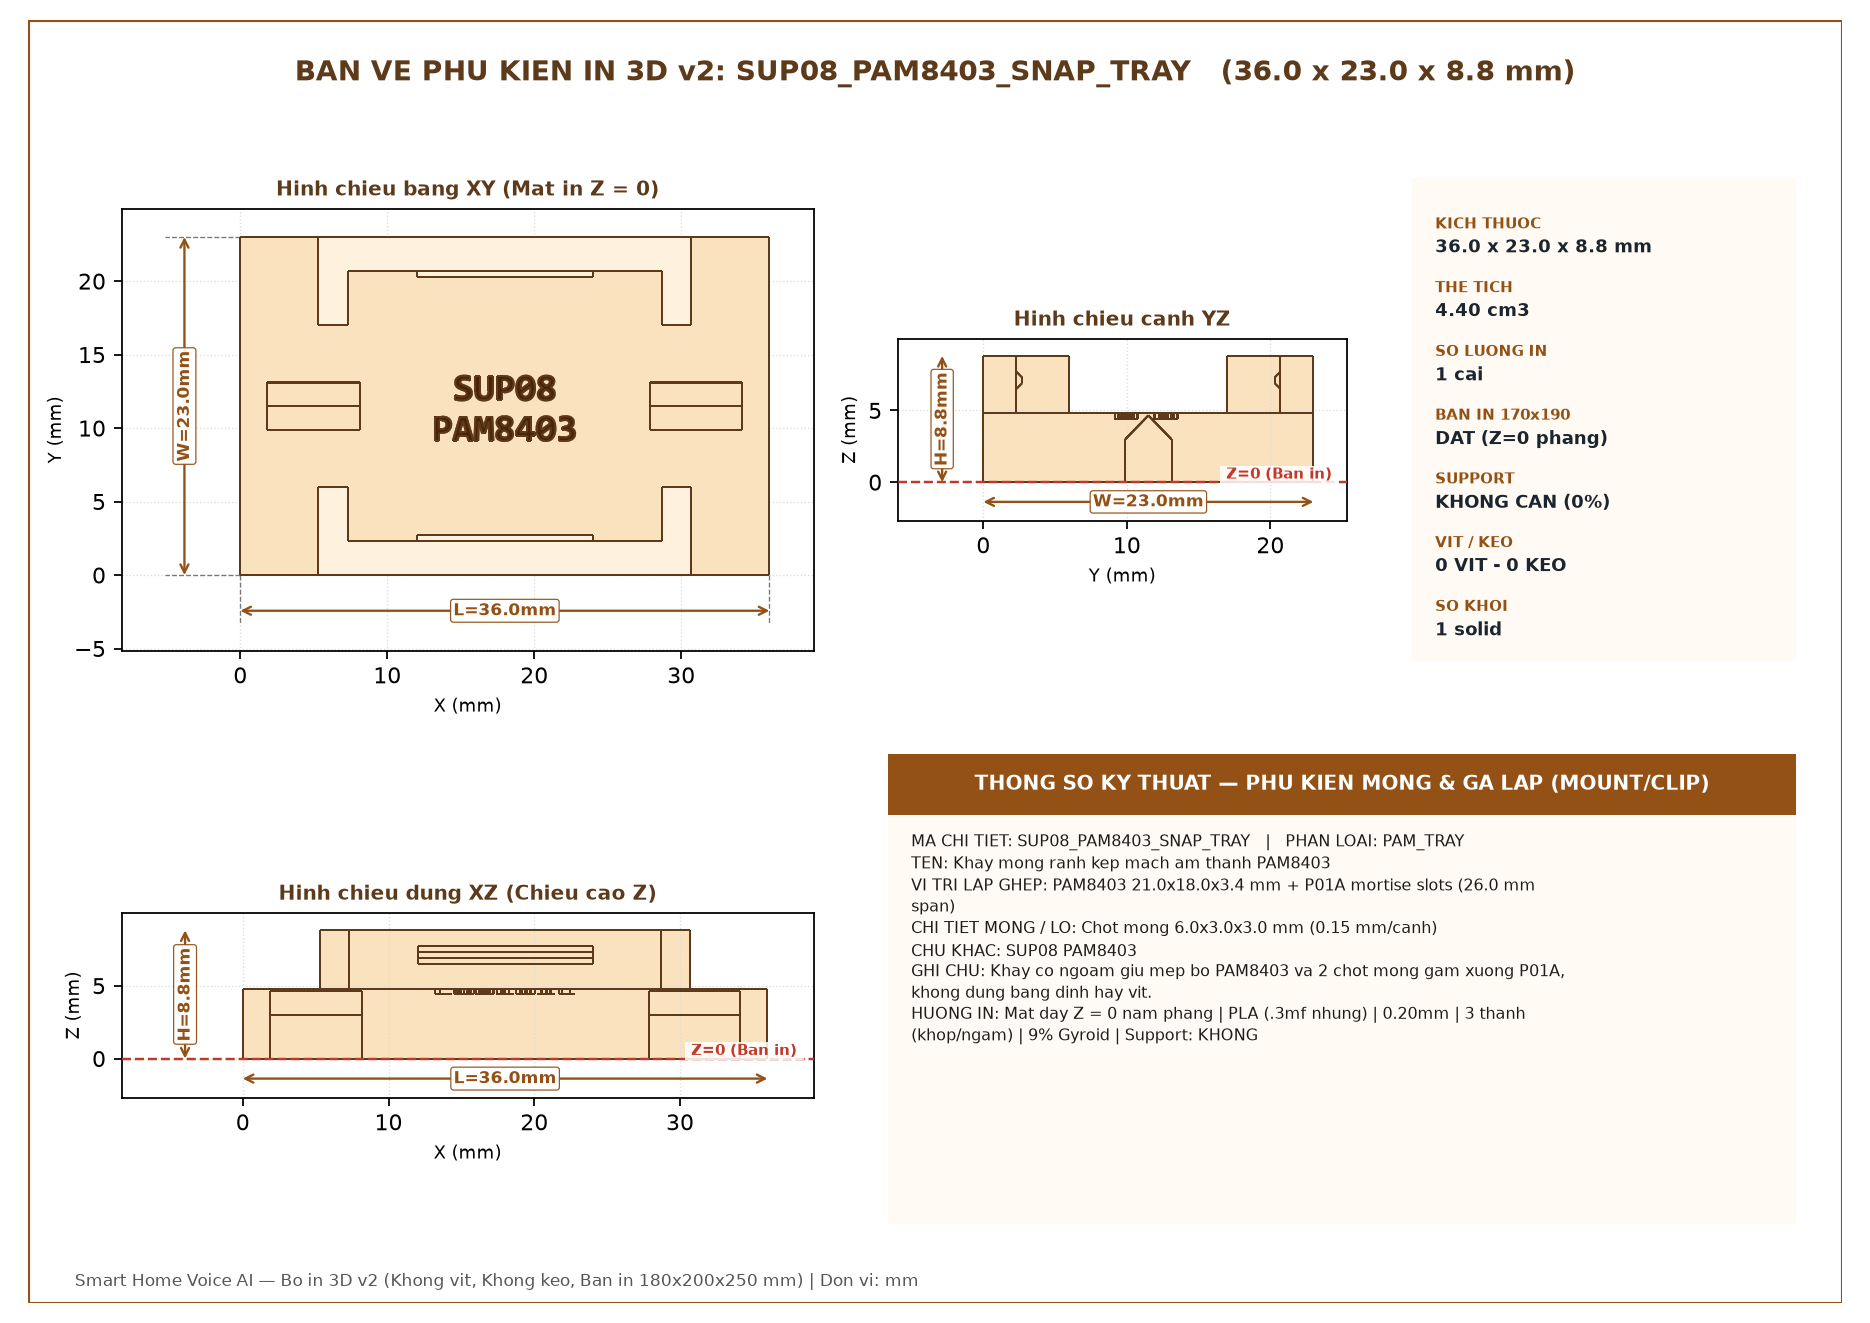 BAN VE PHU KIEN IN 3D v2: SUP08_PAM8403_SNAP_TRAY (36.0 x 23.0 x 8.8 mm)
Hinh chieu bang XY (Mat in Z = 0)
20
15
10
5
0
−5
Y (mm)
W=23.0mm
SUP08
PAM8403
L=36.0mm
0 10 20 30
X (mm)
Hinh chieu canh YZ
5
0
Z (mm)
H=8.8mm
Z=0 (Ban in)
W=23.0mm
0 10 20
Y (mm)
KICH THUOC
36.0 x 23.0 x 8.8 mm
THE TICH
4.40 cm3
SO LUONG IN
1 cai
BAN IN 170x190
DAT (Z=0 phang)
SUPPORT
KHONG CAN (0%)
VIT / KEO
0 VIT - 0 KEO
SO KHOI
1 solid
Hinh chieu dung XZ (Chieu cao Z)
5
0
Z (mm)
H=8.8mm
Z=0 (Ban in)
L=36.0mm
0 10 20 30
X (mm)
THONG SO KY THUAT — PHU KIEN MONG & GA LAP (MOUNT/CLIP)
MA CHI TIET: SUP08_PAM8403_SNAP_TRAY | PHAN LOAI: PAM_TRAY
TEN: Khay mong ranh kep mach am thanh PAM8403
VI TRI LAP GHEP: PAM8403 21.0x18.0x3.4 mm + P01A mortise slots (26.0 mm
span)
CHI TIET MONG / LO: Chot mong 6.0x3.0x3.0 mm (0.15 mm/canh)
CHU KHAC: SUP08 PAM8403
GHI CHU: Khay co ngoam giu mep bo PAM8403 va 2 chot mong gam xuong P01A,
khong dung bang dinh hay vit.
HUONG IN: Mat day Z = 0 nam phang | PLA (.3mf nhung) | 0.20mm | 3 thanh
(khop/ngam) | 9% Gyroid | Support: KHONG
Smart Home Voice AI — Bo in 3D v2 (Khong vit, Khong keo, Ban in 180x200x250 mm) | Don vi: mm